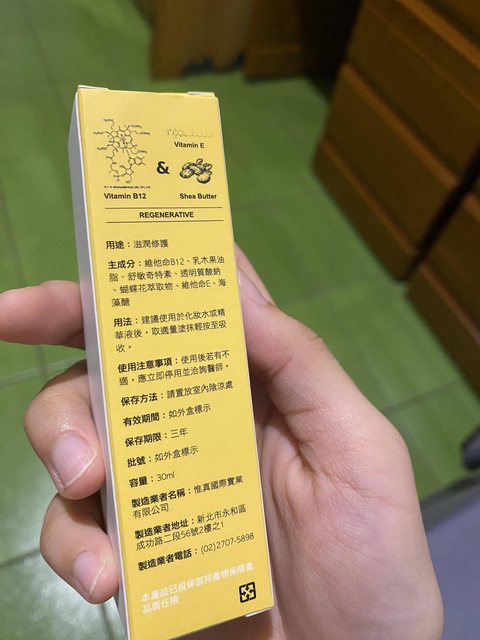 Vitamin E
&
Vitamin B12
Shea Butter
REGENERATIVE
用途：滋潤修護
主成分：維他命B12、乳木果油
脂、舒敏奇特素、透明質酸鈉
、蝴蝶花萃取物、維他命E、海
藻醣
用法：建議使用於化妝水或精
華液後，取適量塗抹輕按至吸
收。
使用注意事項：使用後若有不
適，應立即停用並洽詢醫師。
保存方法：請置放室內陰涼處
有效期間：如外盒標示
保存期限：三年
批號：如外盒標示
容量：30ml
製造業者名稱：惟真國際實業
有限公司
製造業者地址：新北市永和區
成功路二段56號2樓之1
製造業者電話：(02)2707-5898
本產品已投保富邦產物保險產
品責任險